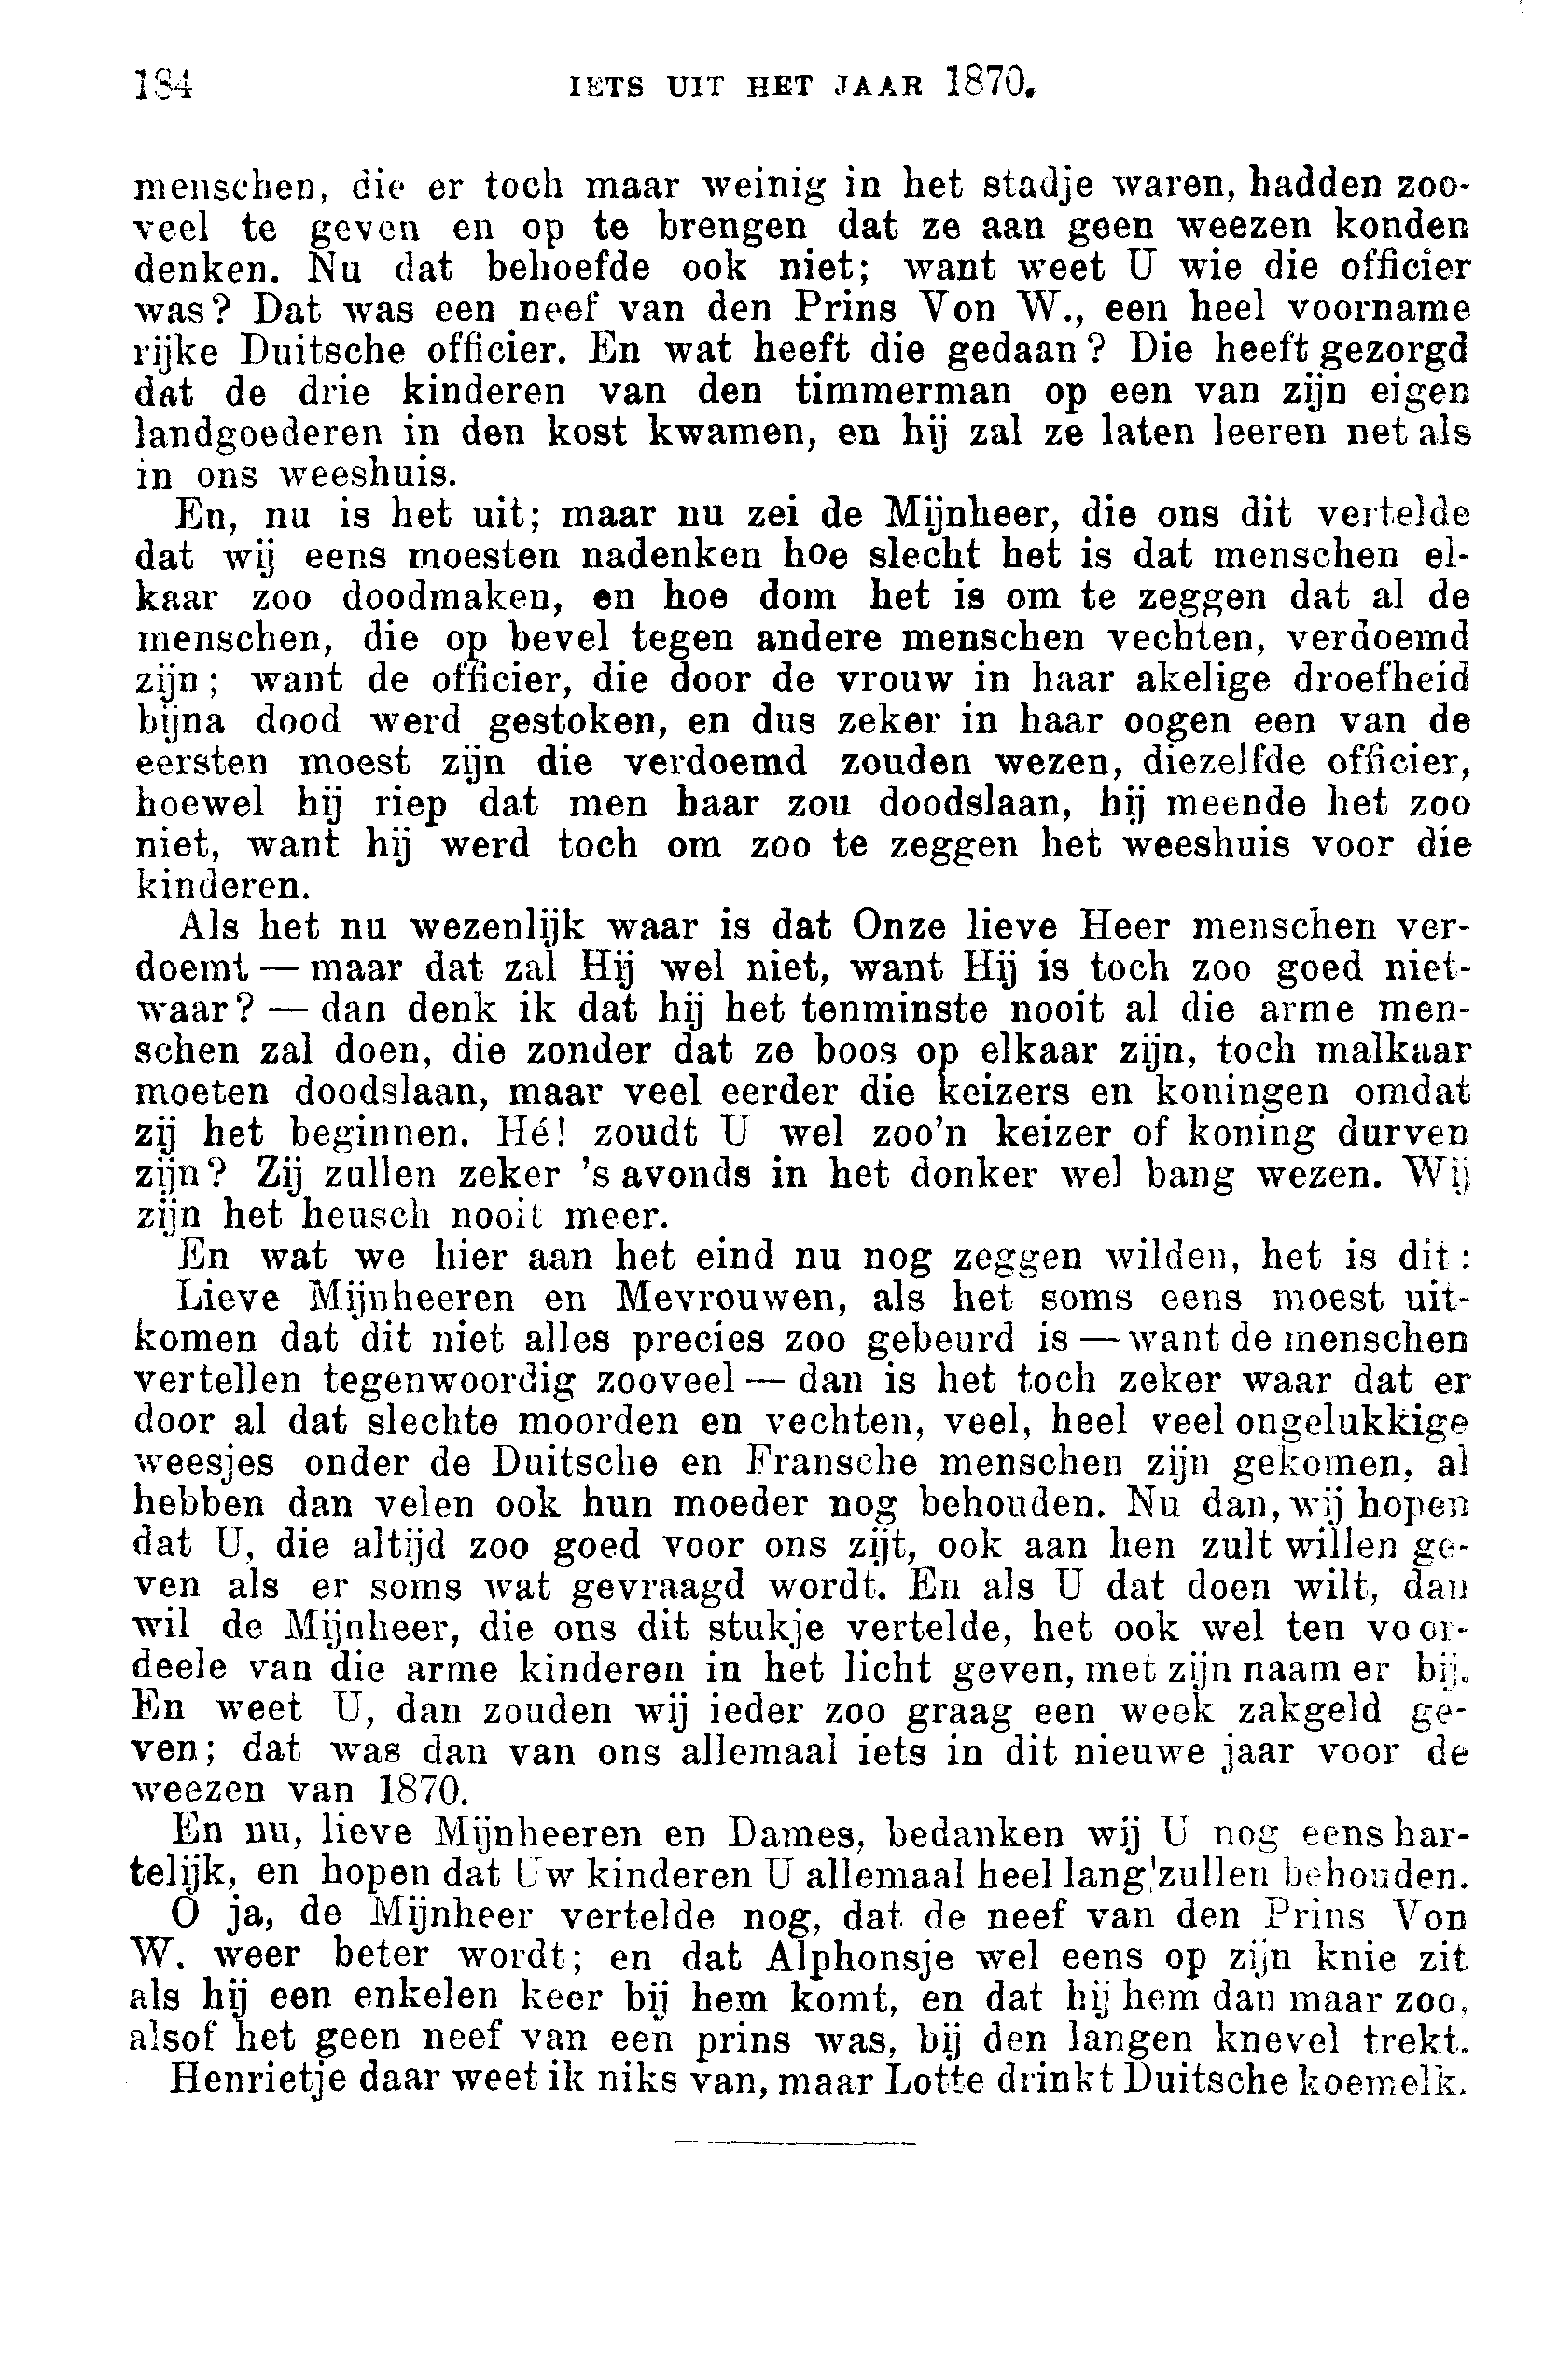 184 IETS UIT HET JAAR 1870.
menschen, die er toch maar weinig in het stadje waren, hadden zoo-
veel te geven en op te brengen dat ze aan geen weezen konden
denken. Nu dat behoefde ook niet; want weet U wie die officier
was? Dat was een neef van den Prins Von W., een heel voorname
rijke Duitsche officier. En wat heeft die gedaan? Die heeft gezorgd
dat de drie kinderen van den timmerman op een van zijn eigen
landgoederen in den kost kwamen, en hij zal ze laten leeren net als
in ons weeshuis.
En, nu is het uit; maar nu zei de Mijnheer, die ons dit vertelde
dat wij eens moesten nadenken hoe slecht het is dat menschen el-
kaar zoo doodmaken, en hoe dom het is om te zeggen dat al de
menschen, die op bevel tegen andere menschen vechten, verdoemd
zijn; want de officier, die door de vrouw in haar akelige droefheid
bijna dood werd gestoken, en dus zeker in haar oogen een van de
eersten moest zijn die verdoemd zouden wezen, diezelfde officier,
hoewel hij riep dat men haar zou doodslaan, hij meende het zoo
niet, want hij werd toch om zoo te zeggen het weeshuis voor die
kinderen.
Als het nu wezenlijk waar is dat Onze lieve Heer menschen ver-
doemt — maar dat zal Hij wel niet, want Hij is toch zoo goed niet-
waar? — dan denk ik dat hij het tenminste nooit al die arme men-
schen zal doen, die zonder dat ze boos op elkaar zijn, toch malkaar
moeten doodslaan, maar veel eerder die keizers en koningen omdat
zij het beginnen. Hé! zoudt U wel zoo'n keizer of koning durven
zijn? Zij zullen zeker 's avonds in het donker wel bang wezen. Wij
zijn het heusch nooit meer.
En wat we hier aan het eind nu nog zeggen wilden, het is dit:
Lieve Mijnheeren en Mevrouwen, als het soms eens moest uit-
komen dat dit niet alles precies zoo gebeurd is — want de menschen
vertellen tegenwoordig zooveel — dan is het toch zeker waar dat er
door al dat slechte moorden en vechten, veel, heel veel ongelukkige
weesjes onder de Duitsche en Fransche menschen zijn gekomen, al
hebben dan velen ook hun moeder nog behouden. Nu dan, wij hopen
dat U, die altijd zoo goed voor ons zijt, ook aan hen zult willen ge-
ven als er soms wat gevraagd wordt. En als U dat doen wilt, dan
wil de Mijnheer, die ons dit stukje vertelde, het ook wel ten voor-
deele van die arme kinderen in het licht geven, met zijn naam er bij.
En weet U, dan zouden wij ieder zoo graag een week zakgeld ge-
ven; dat was dan van ons allemaal iets in dit nieuwe jaar voor de
weezen van 1870.
En nu, lieve Mijnheeren en Dames, bedanken wij U nog eens har-
telijk, en hopen dat Uw kinderen U allemaal heel lang zullen behouden.
O ja, de Mijnheer vertelde nog, dat de neef van den Prins Von
W. weer beter wordt; en dat Alphonsje wel eens op zijn knie zit
als hij een enkelen keer bij hem komt, en dat hij hem dan maar zoo,
alsof het geen neef van een prins was, bij den langen knevel trekt.
Henrietje daar weet ik niks van, maar Lotte drinkt Duitsche koemelk.